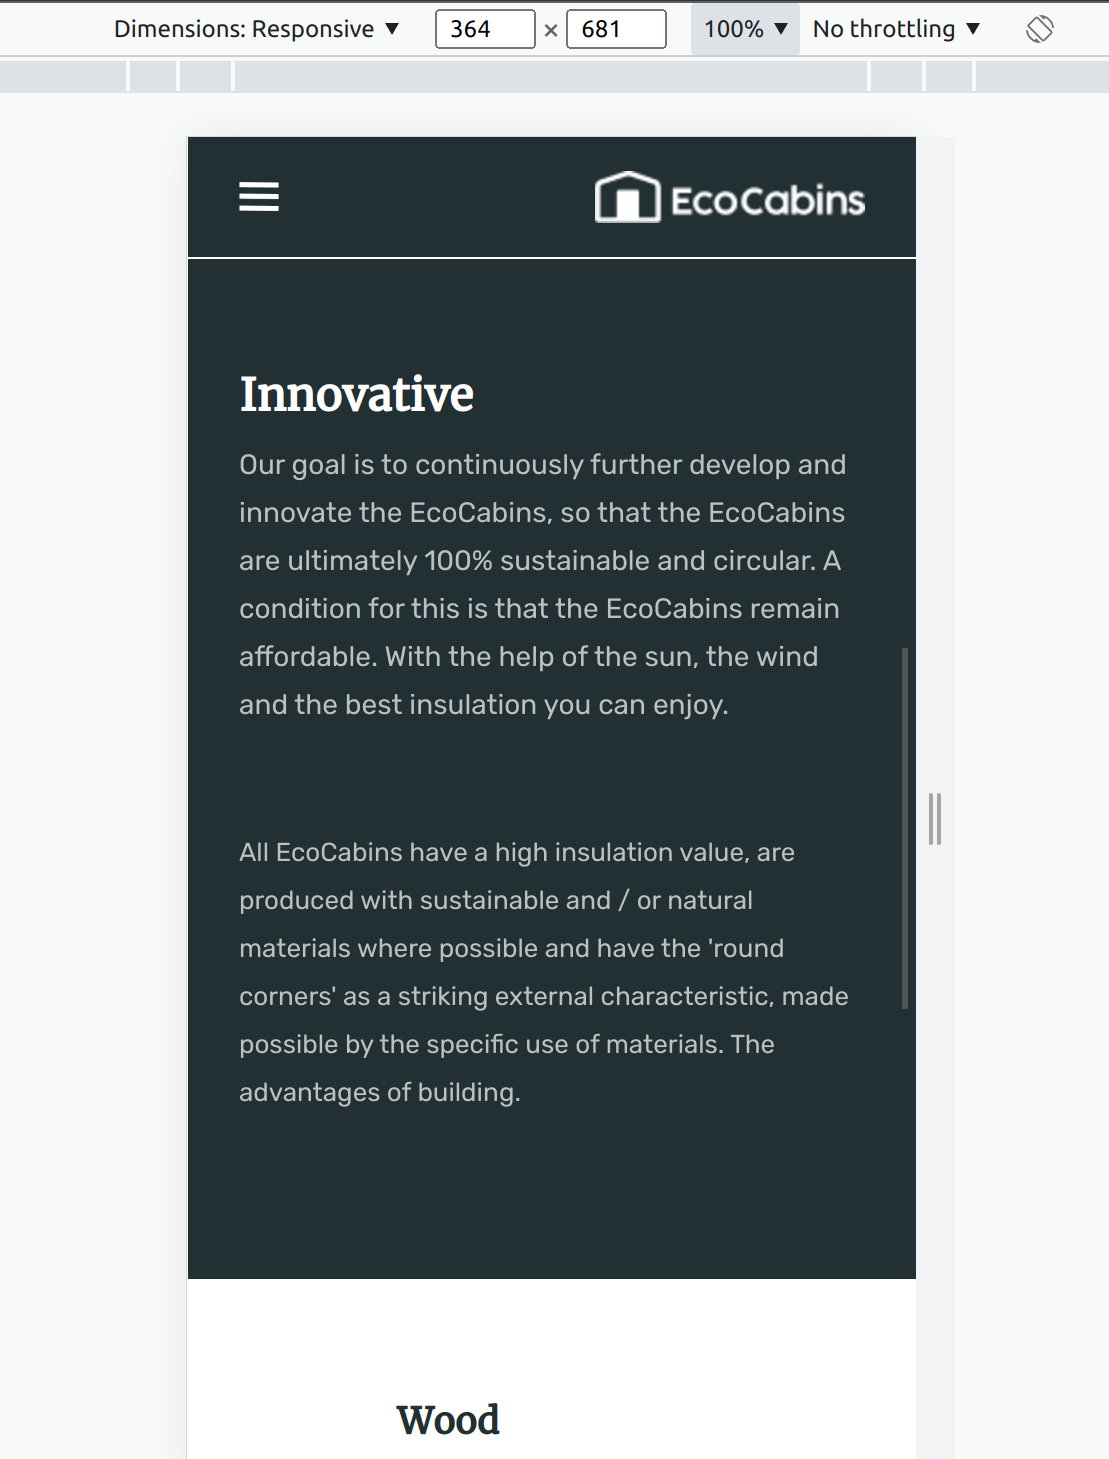 Dimensions: Responsive ▼ 364 × 681 100% ▼ No throttling ▼
EcoCabins
Innovative
Our goal is to continuously further develop and
innovate the EcoCabins, so that the EcoCabins
are ultimately 100% sustainable and circular. A
condition for this is that the EcoCabins remain
affordable. With the help of the sun, the wind
and the best insulation you can enjoy.
All EcoCabins have a high insulation value, are
produced with sustainable and / or natural
materials where possible and have the 'round
corners' as a striking external characteristic, made
possible by the specific use of materials. The
advantages of building.
Wood